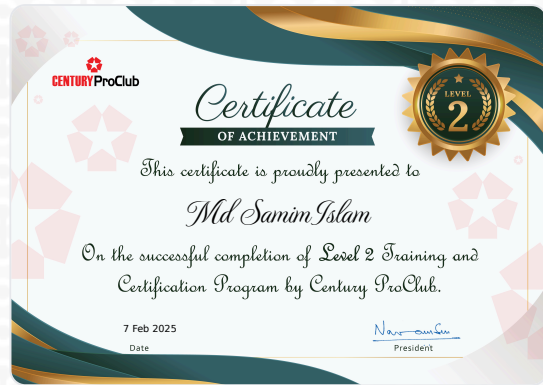 CENTURY ProClub
Certificate
OF ACHIEVEMENT
LEVEL
2
This certificate is proudly presented to
Md Samim Islam
On the successful completion of Level 2 Training and
Certification Program by Century ProClub.
7 Feb 2025
Date
President